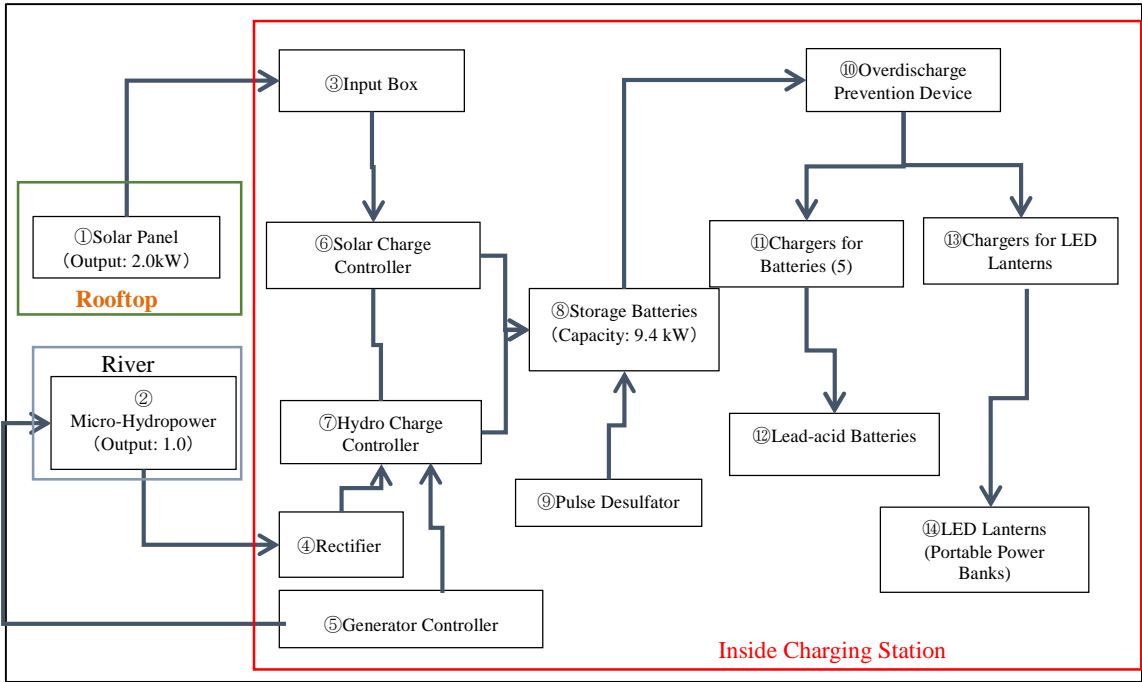 ①Solar Panel
（Output: 2.0kW）
Rooftop
River
②
Micro-Hydropower
（Output: 1.0）
③Input Box
⑥Solar Charge
Controller
⑦Hydro Charge
Controller
④Rectifier
⑤Generator Controller
⑧Storage Batteries
（Capacity: 9.4 kW）
⑨Pulse Desulfator
⑩Overdischarge
Prevention Device
⑪Chargers for
Batteries (5)
⑫Lead-acid Batteries
⑬Chargers for LED
Lanterns
⑭LED Lanterns
(Portable Power
Banks)
Inside Charging Station